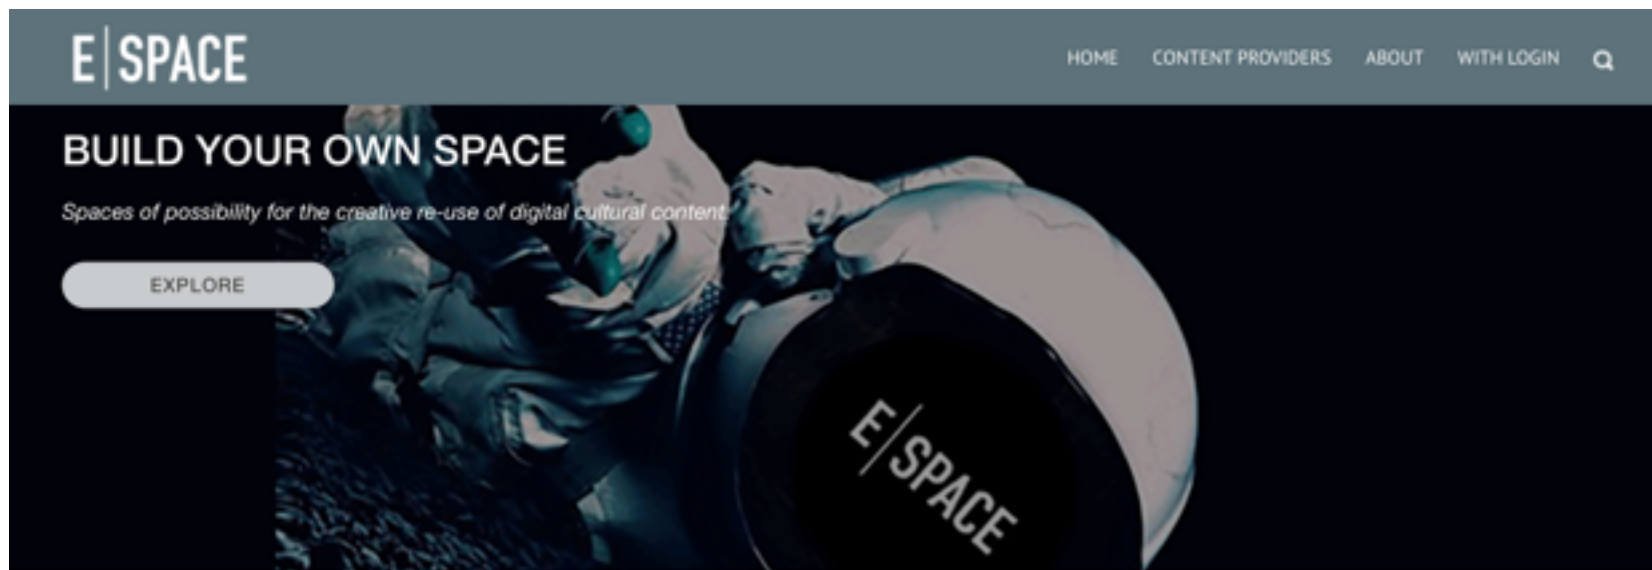 E|SPACE
HOME
CONTENT PROVIDERS
ABOUT
WITH LOGIN
BUILD YOUR OWN SPACE
Spaces of possibility for the creative re-use of digital cultural content.
EXPLORE
E|SPACE